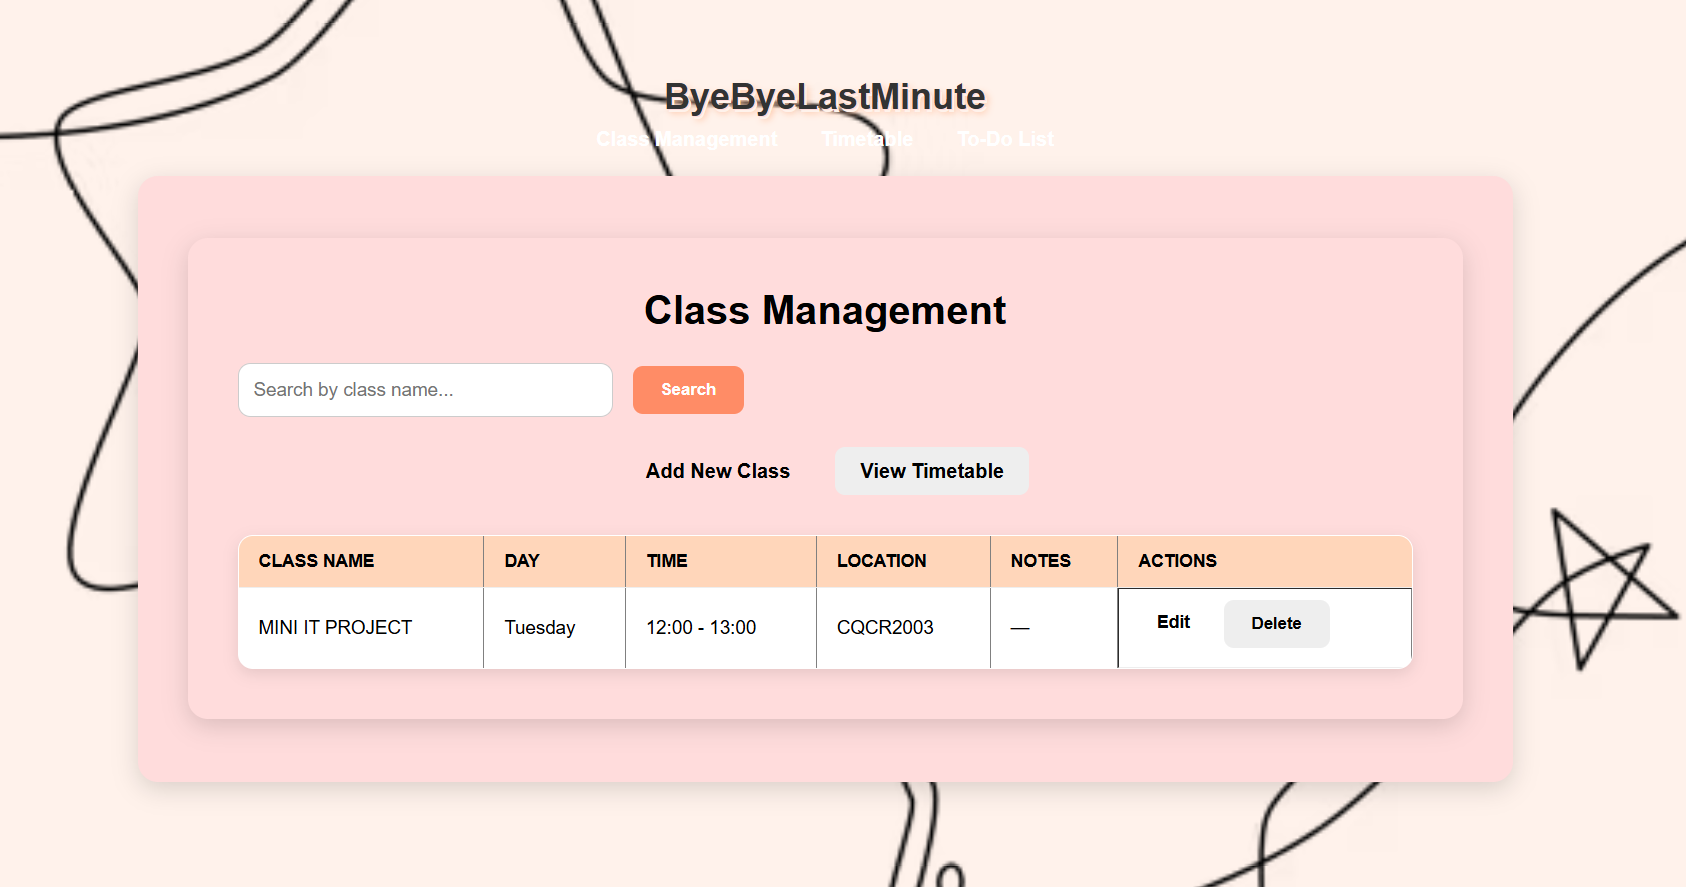 ByeByeLastMinute
Class Management Timetable To-Do List
Class Management
Search by class name... Search
Add New Class View Timetable
CLASS NAME DAY TIME LOCATION NOTES ACTIONS
MINI IT PROJECT Tuesday 12:00 - 13:00 CQCR2003 — Edit Delete